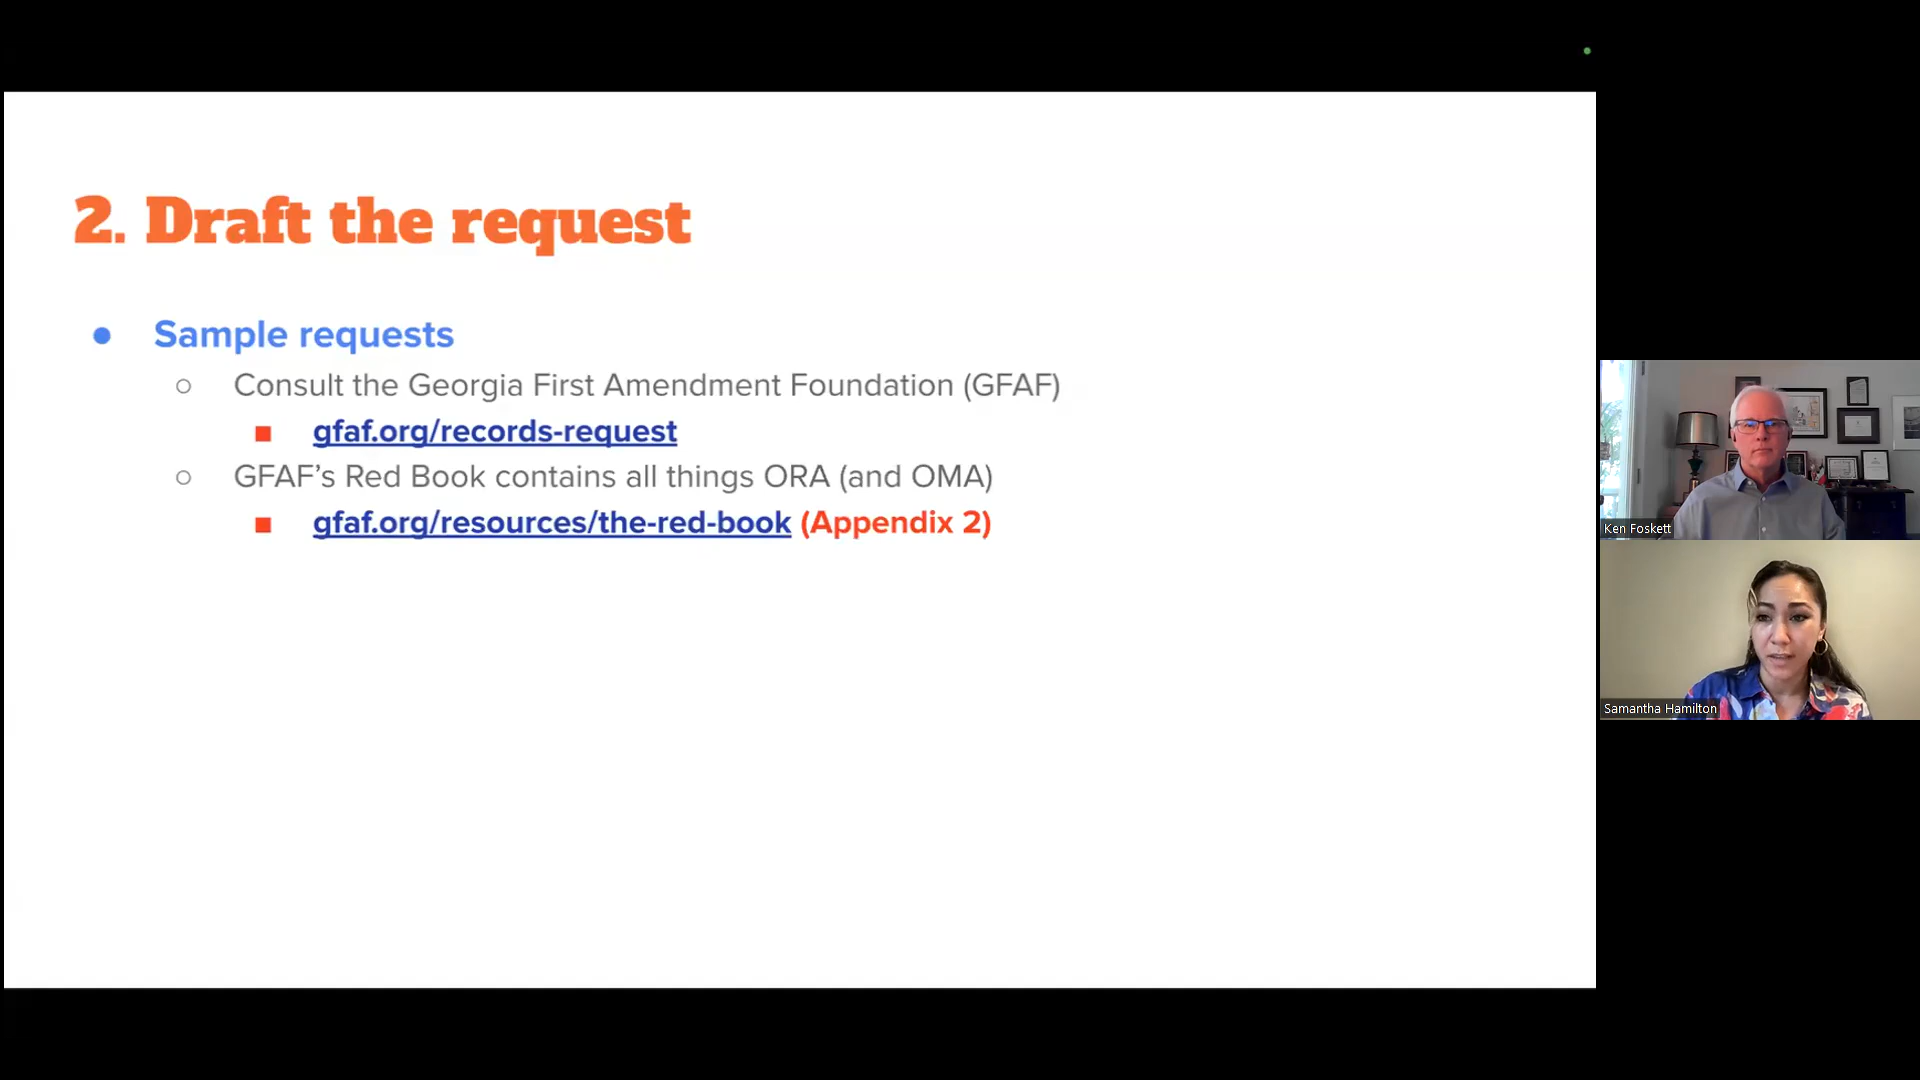 2. Draft the request
Sample requests
Consult the Georgia First Amendment Foundation (GFAF)
gfaf.org/records-request
GFAF’s Red Book contains all things ORA (and OMA)
gfaf.org/resources/the-red-book (Appendix 2)
Ken Foskett
Samantha Hamilton